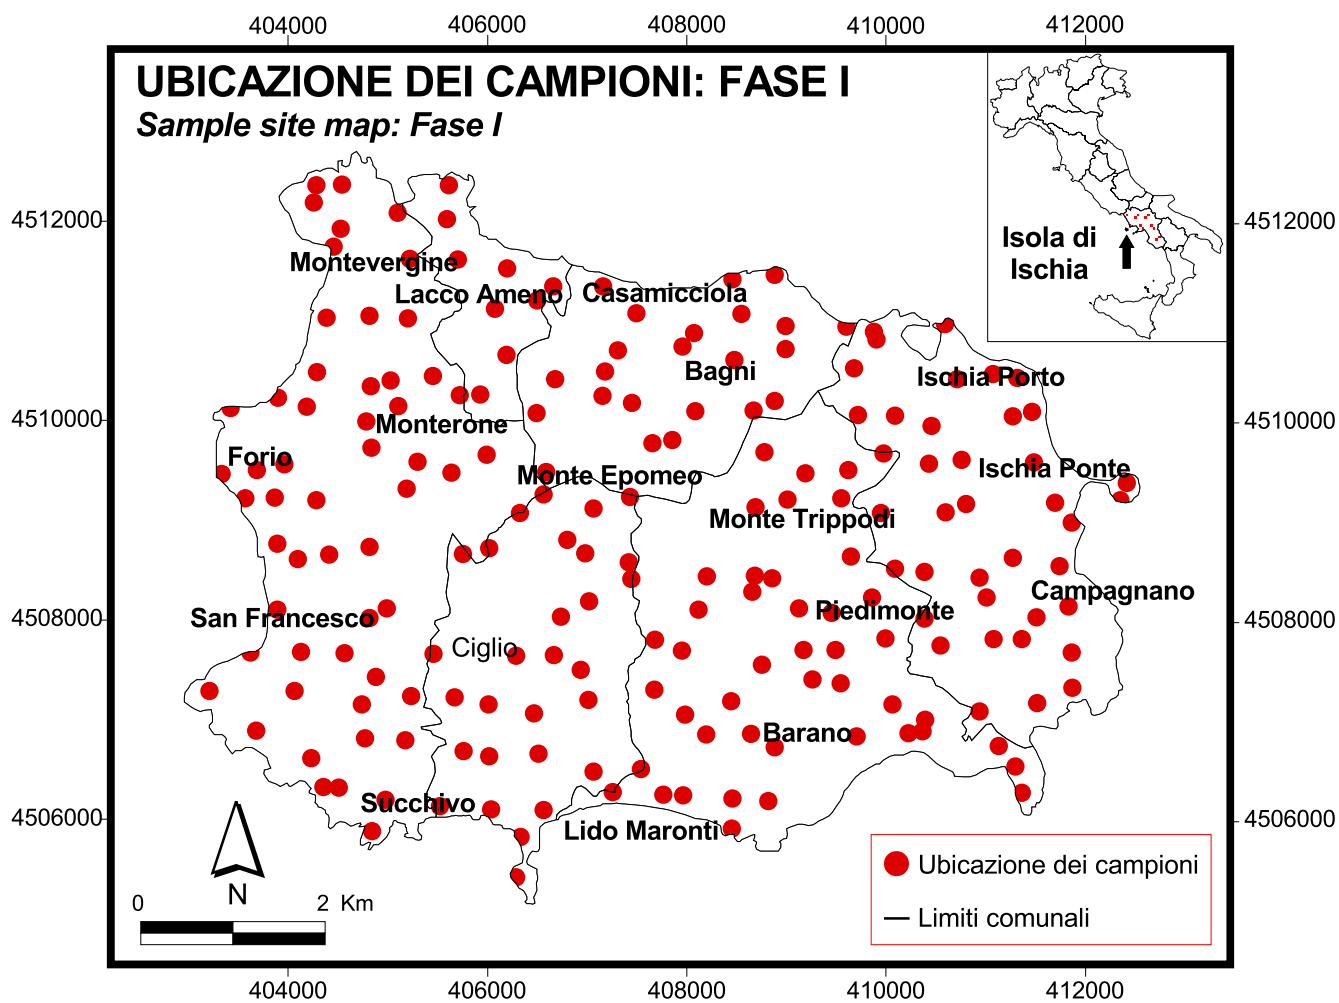 404000 406000 408000 410000 412000
UBICAZIONE DEI CAMPIONI: FASE I
Sample site map: Fase I
4512000
4512000
Isola di
Ischia
Montevergine
Lacco Ameno
Casamicciola
Bagni
Ischia Porto
4510000
4510000
Monterone
Forio
Monte Epomeo
Ischia Ponte
Monte Trippodi
Campagnano
4508000
4508000
San Francesco
Piedimonte
Ciglio
Barano
Succhivo
4506000
4506000
Lido Maronti
Ubicazione dei campioni
Limiti comunali
N
0 2 Km
404000 406000 408000 410000 412000